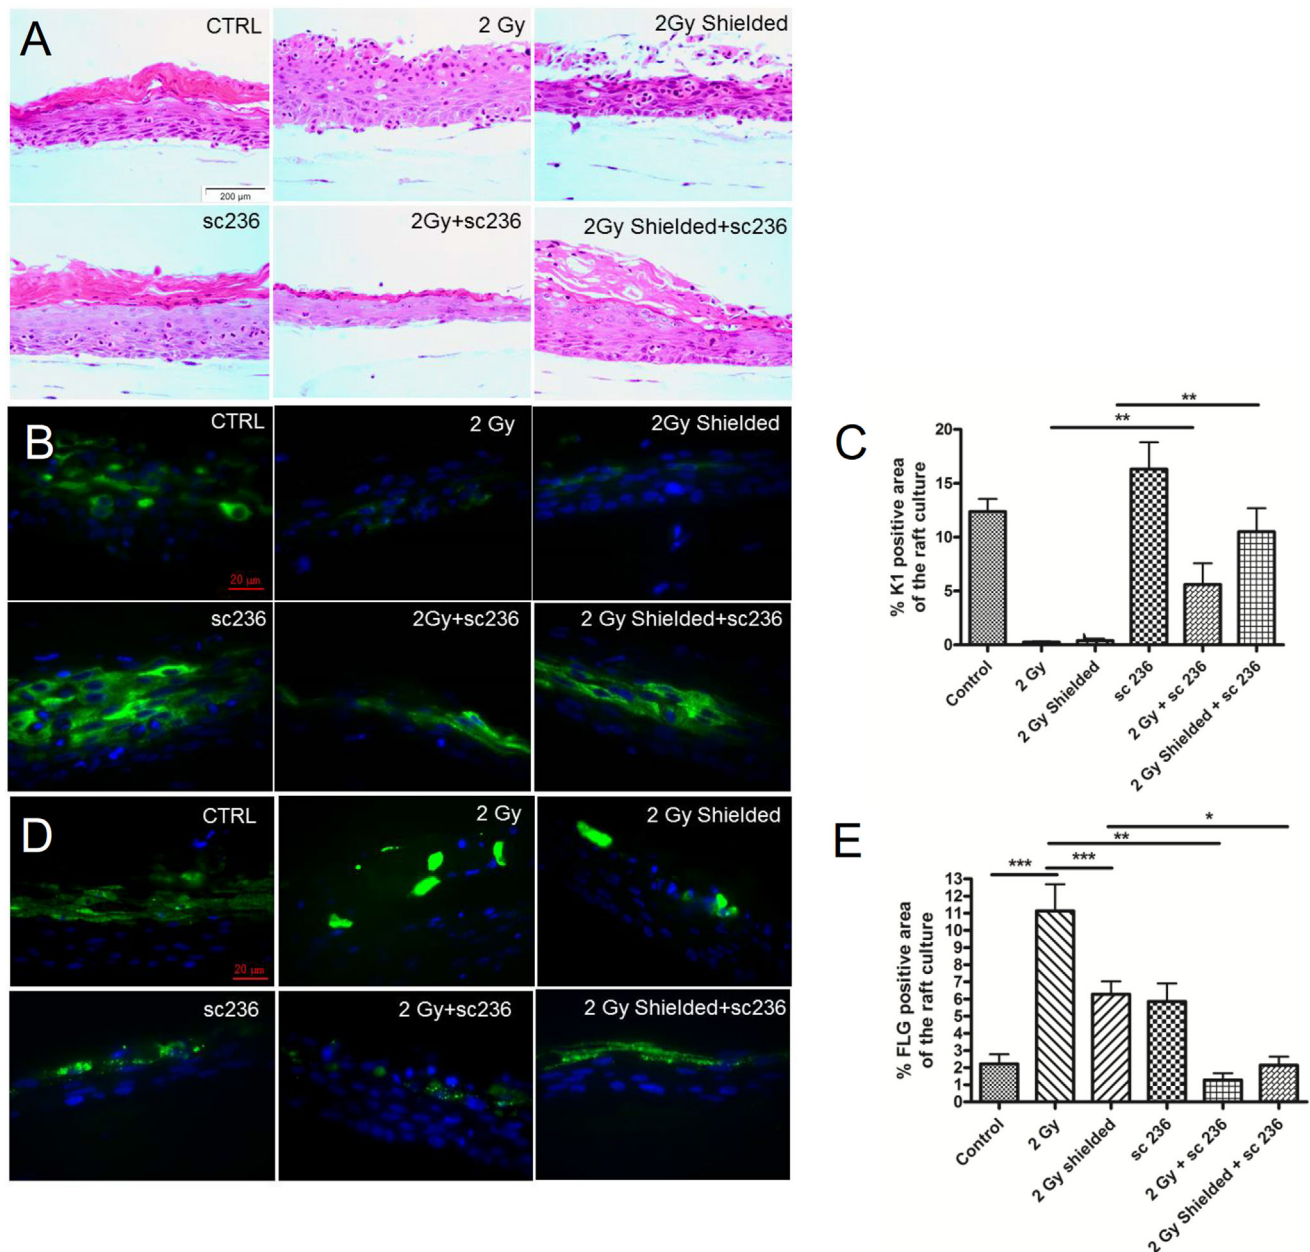 A
CTRL
2 Gy
2Gy Shielded
200 µm
sc236
2Gy+sc236
2Gy Shielded+sc236
B
CTRL
2 Gy
2Gy Shielded
20 µm
sc236
2Gy+sc236
2 Gy Shielded+sc236
C
**
**
% K1 positive area
of the raft culture
20
15
10
5
0
Control
2 Gy
2 Gy Shielded
sc 236
2 Gy + sc 236
2 Gy Shielded + sc 236
D
CTRL
2 Gy
2 Gy Shielded
20 µm
sc236
2 Gy+sc236
2 Gy Shielded+sc236
E
*
**
***
***
% FLG positive area
of the raft culture
13
12
11
10
9
8
7
6
5
4
3
2
1
0
Control
2 Gy
2 Gy shielded
sc 236
2 Gy + sc 236
2 Gy Shielded + sc 236